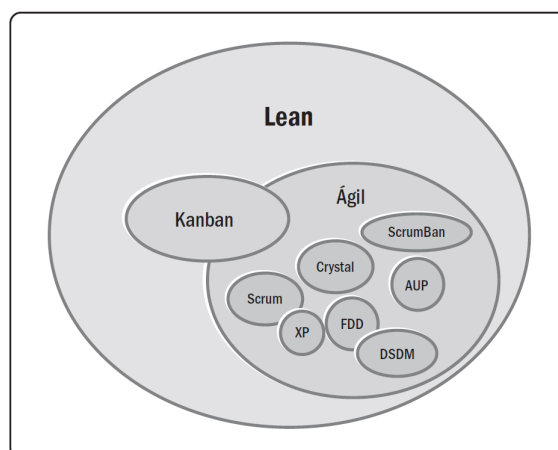 Lean
Ágil
Kanban
ScrumBan
Crystal
AUP
Scrum
XP
FDD
DSDM